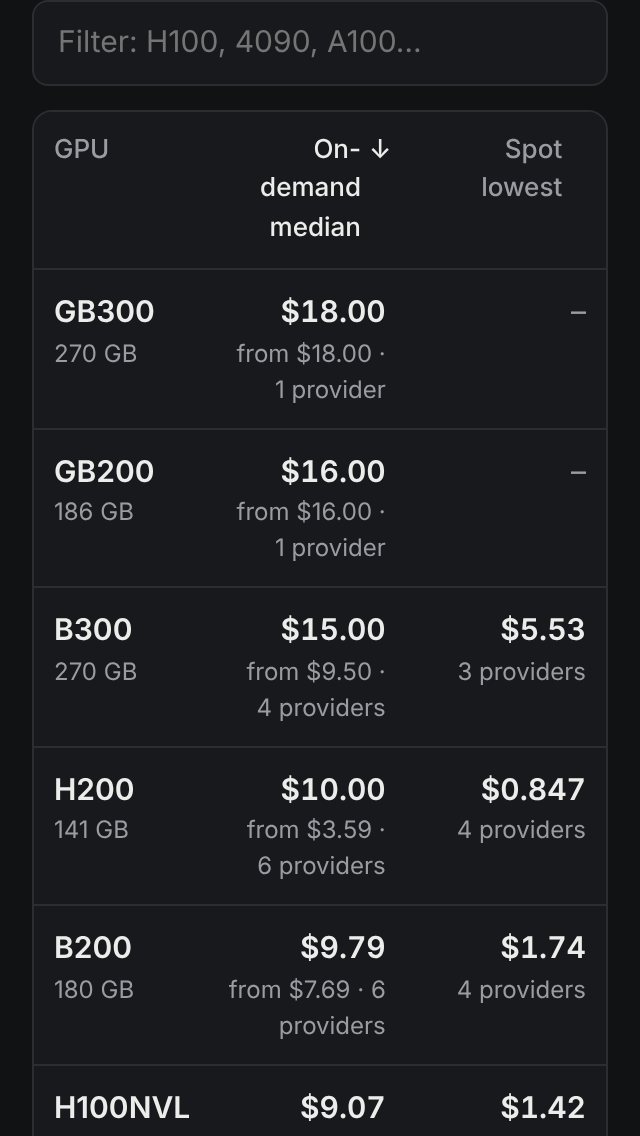 Filter: H100, 4090, A100...
GPU
On- ↓
demand
median
Spot
lowest
GB300
270 GB
$18.00
from $18.00 ·
1 provider
–
GB200
186 GB
$16.00
from $16.00 ·
1 provider
–
B300
270 GB
$15.00
from $9.50 ·
4 providers
$5.53
3 providers
H200
141 GB
$10.00
from $3.59 ·
6 providers
$0.847
4 providers
B200
180 GB
$9.79
from $7.69 · 6
providers
$1.74
4 providers
H100NVL
$9.07
$1.42